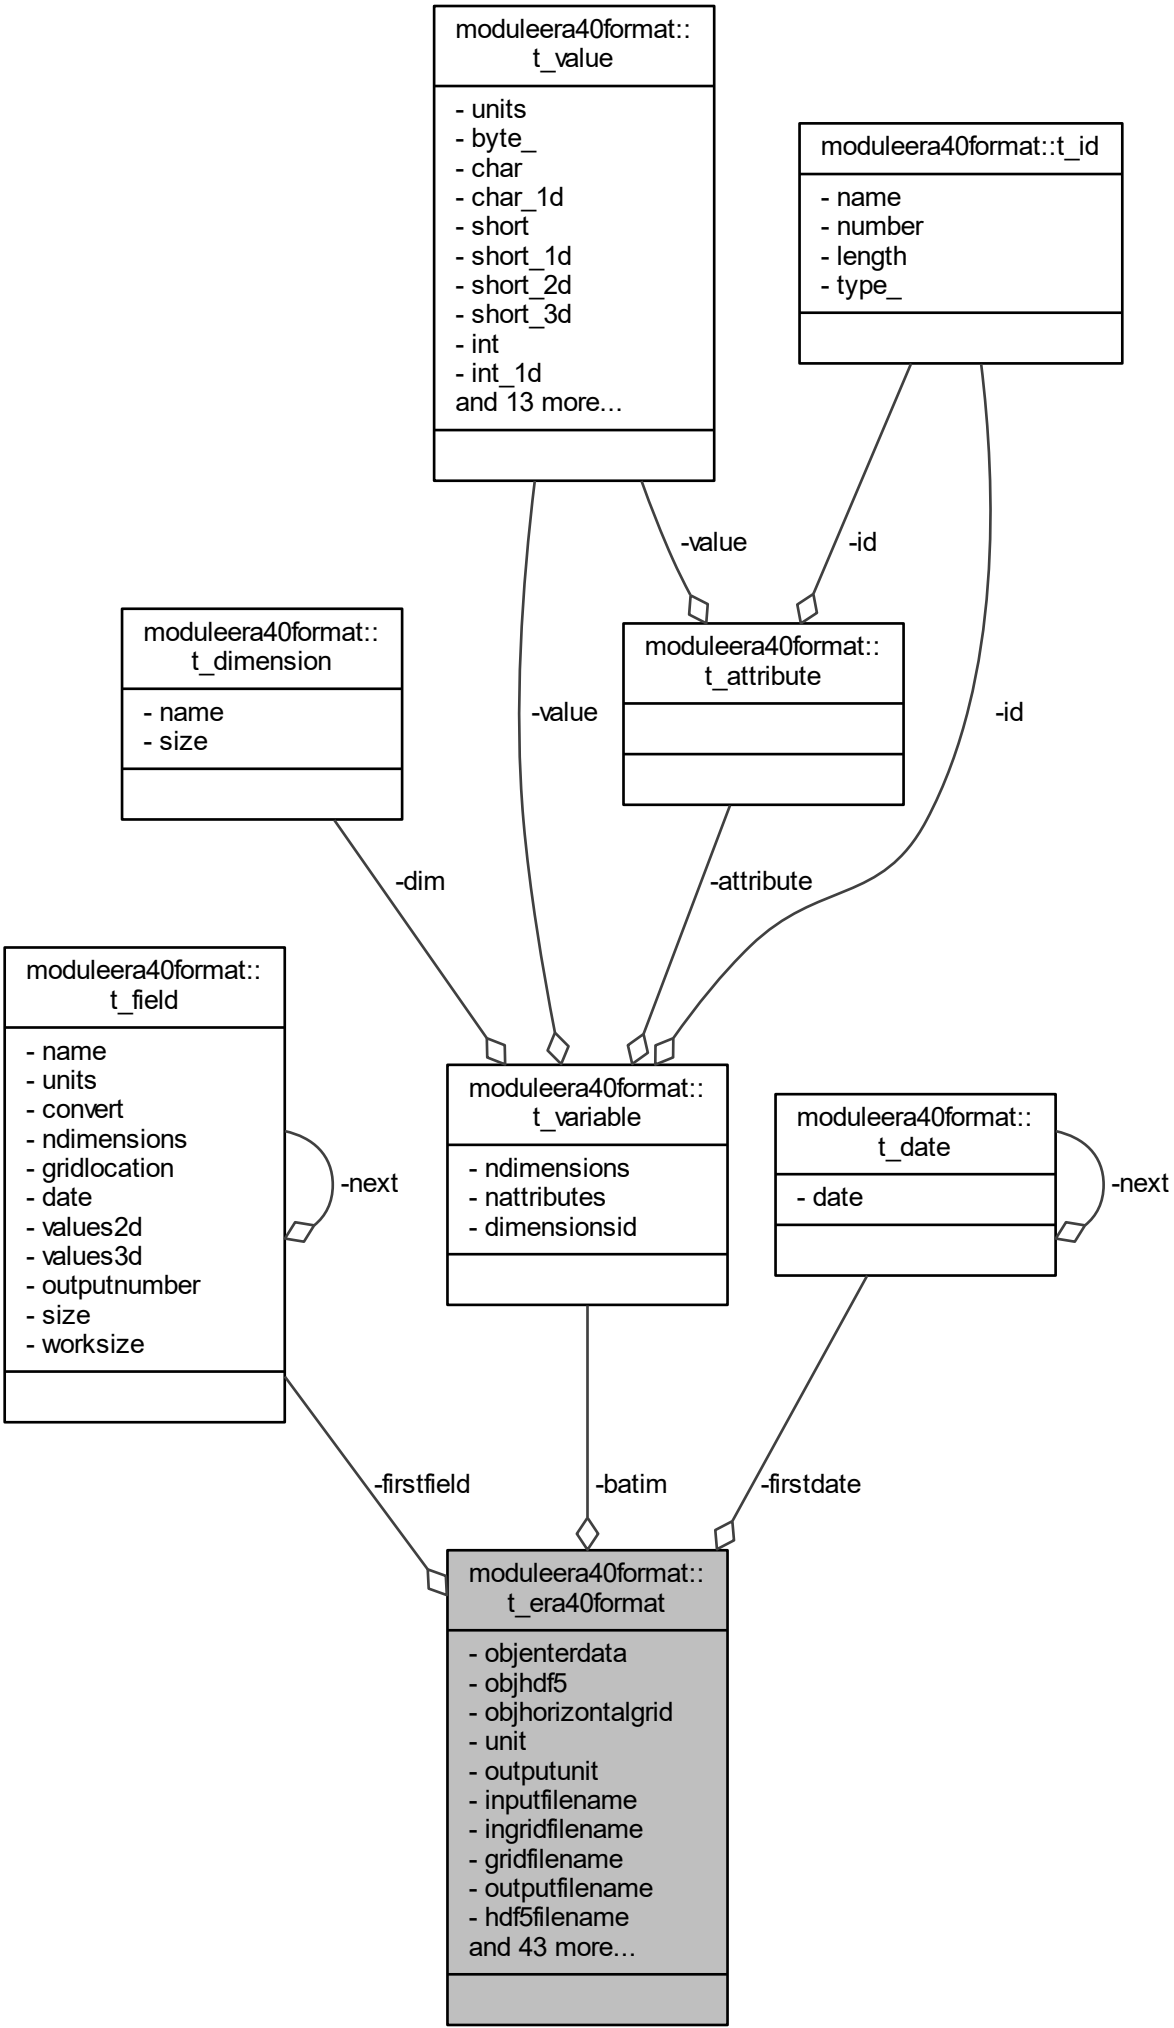 moduleera40format::
t_value
- units
- byte_
- char
- char_1d
- short
- short_1d
- short_2d
- short_3d
- int
- int_1d
and 13 more...
moduleera40format::t_id
- name
- number
- length
- type_
-value
-id
moduleera40format::
t_dimension
- name
- size
moduleera40format::
t_attribute
-value
-id
-dim
-attribute
moduleera40format::
t_field
- name
- units
- convert
- ndimensions
- gridlocation
- date
- values2d
- values3d
- outputnumber
- size
- worksize
-next
moduleera40format::
t_variable
- ndimensions
- nattributes
- dimensionsid
moduleera40format::
t_date
- date
-next
-firstfield
-batim
-firstdate
moduleera40format::
t_era40format
- objenterdata
- objhdf5
- objhorizontalgrid
- unit
- outputunit
- inputfilename
- ingridfilename
- gridfilename
- outputfilename
- hdf5filename
and 43 more...